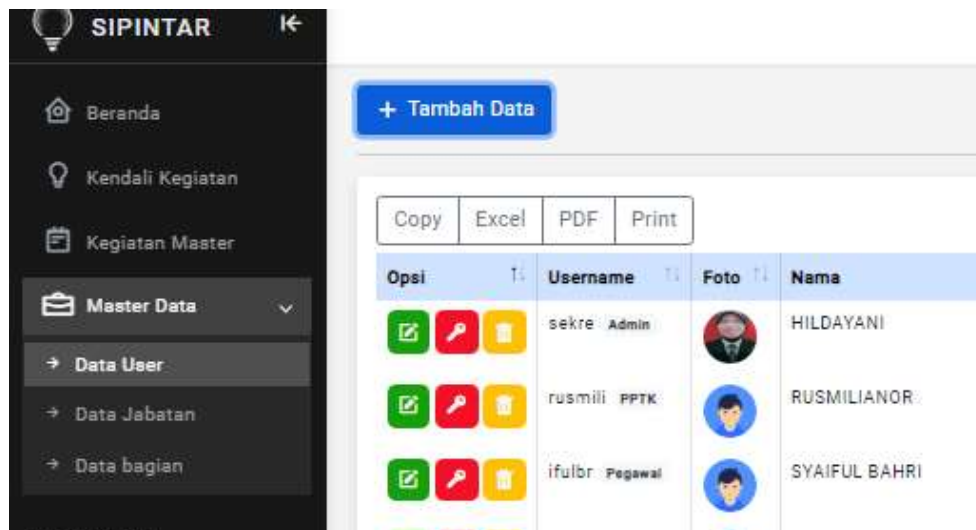 SIPINTAR
Beranda
Kendali Kegiatan
Kegiatan Master
Master Data
Data User
Data Jabatan
Data bagian
+ Tambah Data
Copy Excel PDF Print
Opsi Username Foto Nama
sekre Admin HILDAYANI
rusmili PPTK RUSMILIANOR
ifulbr Pegawai SYAIFUL BAHRI